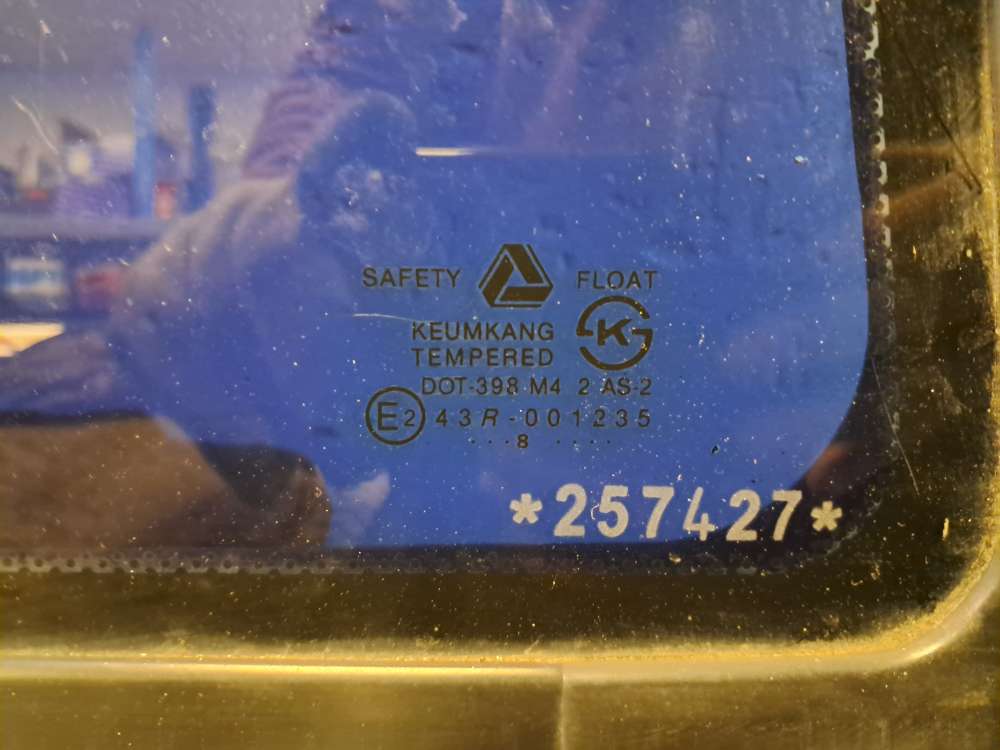 SAFETY FLOAT
KEUMKANG K
TEMPERED
DOT-398 M4 2 AS-2
E2 43R-001235
...8 ....
*257427*